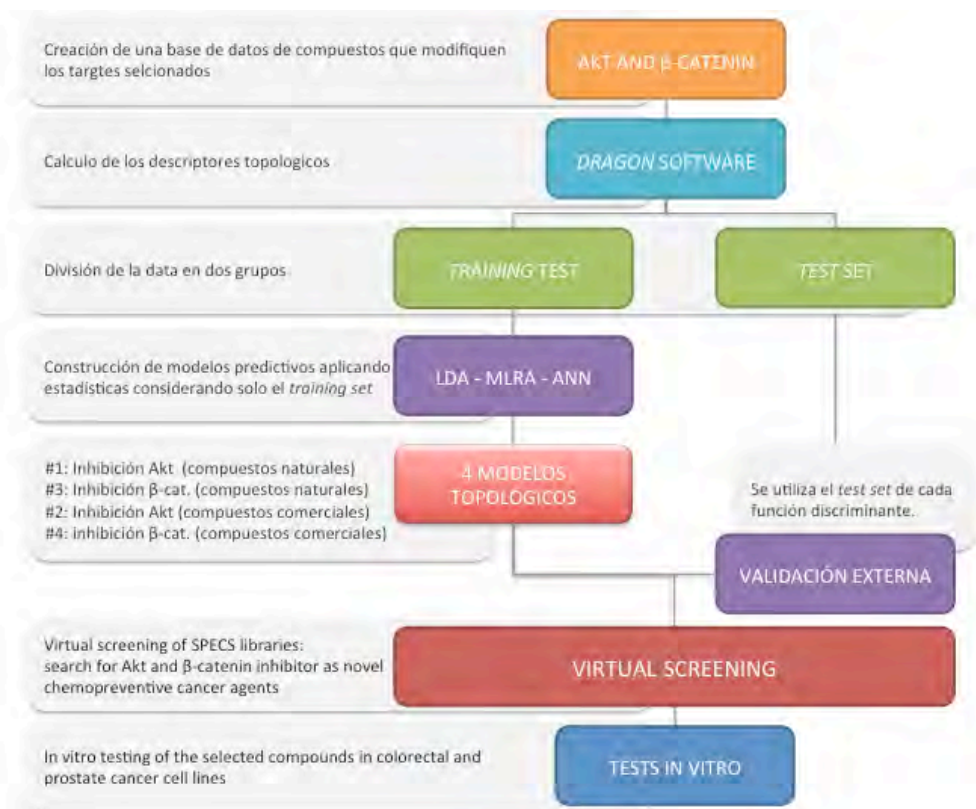 Creación de una base de datos de compuestos que modifiquen
los targtes selcionados
AKT AND β-CATENIN
Calculo de los descriptores topologicos
DRAGON SOFTWARE
División de la data en dos grupos
TRAINING TEST
TEST SET
Construcción de modelos predictivos aplicando
estadísticas considerando solo el training set
LDA - MLRA - ANN
#1: Inhibición Akt (compuestos naturales)
#3: Inhibición β-cat. (compuestos naturales)
#2: Inhibición Akt (compuestos comerciales)
#4: inhibición β-cat. (compuestos comerciales)
4 MODELOS
TOPOLÓGICOS
Se utiliza el test set de cada
función discriminante.
VALIDACIÓN EXTERNA
Virtual screening of SPECS libraries:
search for Akt and β-catenin inhibitor as novel
chemopreventive cancer agents
VIRTUAL SCREENING
In vitro testing of the selected compounds in colorectal and
prostate cancer cell lines
TESTS IN VITRO